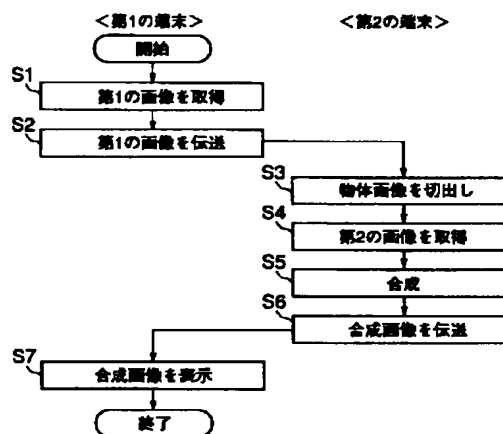 <第1の端末>
<第2の端末>
開始
S1
第1の画像を取得
S2
第1の画像を伝送
S3
物体画像を切出し
S4
第2の画像を取得
S5
合成
S6
合成画像を伝送
S7
合成画像を表示
終了